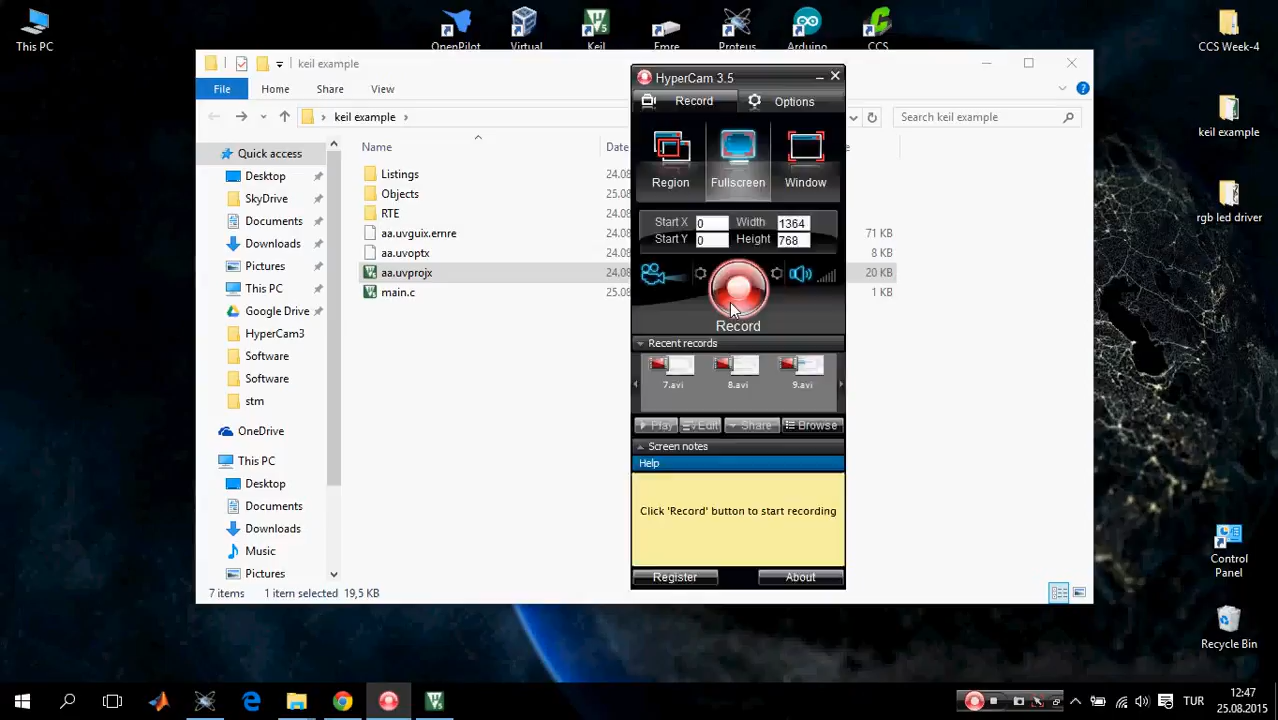 This PC
OpenPilot
Virtual
Keil
Emre
Proteus
Arduino
CCS
CCS Week-4
keil example
rgb led driver
Control
Panel
Recycle Bin
keil example
File
Home
Share
View
keil example
Search keil example
Name
Date
Quick access
Desktop
SkyDrive
Documents
Downloads
Pictures
This PC
Google Drive
HyperCam3
Software
Software
stm
OneDrive
This PC
Desktop
Documents
Downloads
Music
Pictures
Listings 24.08
Objects 25.08
RTE 24.08
aa.uvguix.emre 24.08 71 KB
aa.uvoptx 24.08 8 KB
aa.uvprojx 24.08 20 KB
main.c 25.08 1 KB
7 items 1 item selected 19,5 KB
HyperCam 3.5
Record
Options
Region
Fullscreen
Window
Start X 0 Width 1364
Start Y 0 Height 768
Record
Recent records
7.avi
8.avi
9.avi
Play
Edit
Share
Browse
Screen notes
Help
Click 'Record' button to start recording
Register
About
TUR
12:47
25.08.2015